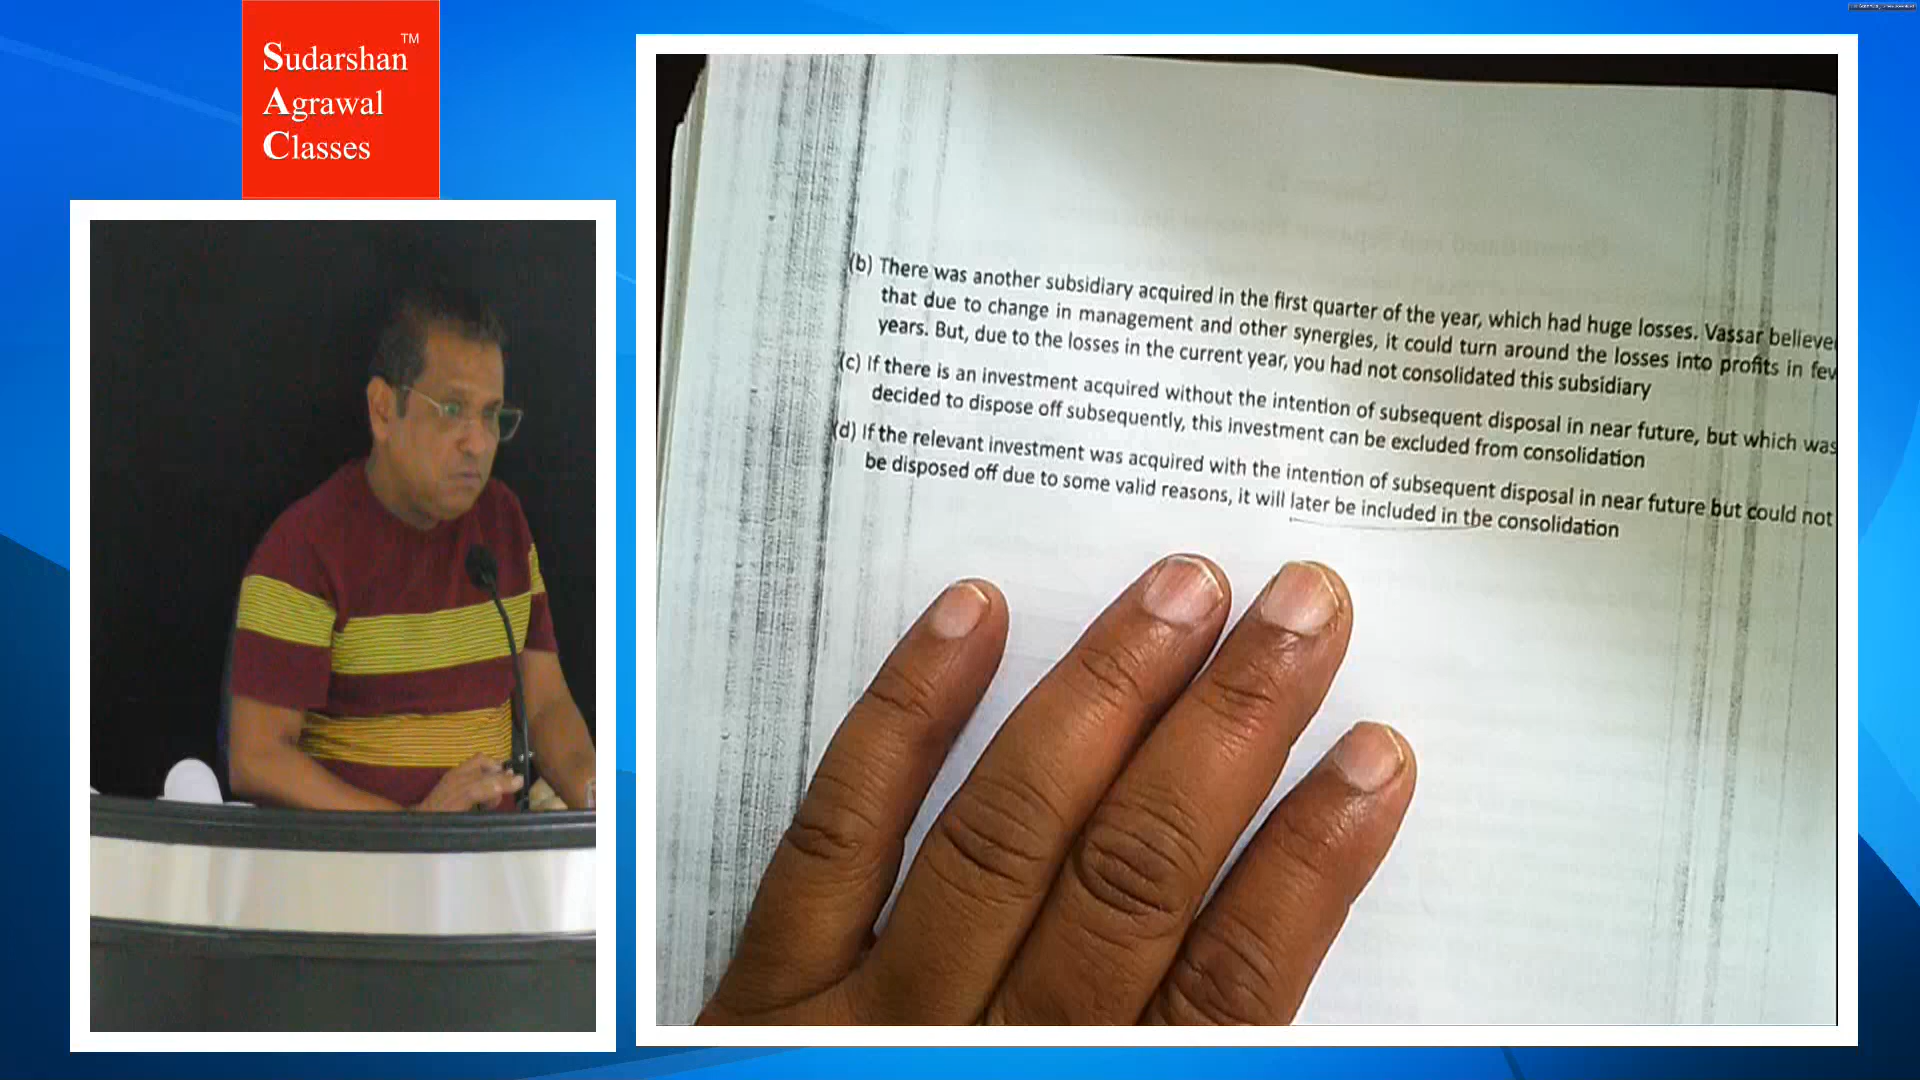 Sudarshan TM
Agrawal
Classes
(b) There was another subsidiary acquired in the first quarter of the year, which had huge losses. Vassar believe
that due to change in management and other synergies, it could turn around the losses into profits in fev
years. But, due to the losses in the current year, you had not consolidated this subsidiary
(c) If there is an investment acquired without the intention of subsequent disposal in near future, but which was
decided to dispose off subsequently, this investment can be excluded from consolidation
(d) If the relevant investment was acquired with the intention of subsequent disposal in near future but could not
be disposed off due to some valid reasons, it will later be included in the consolidation